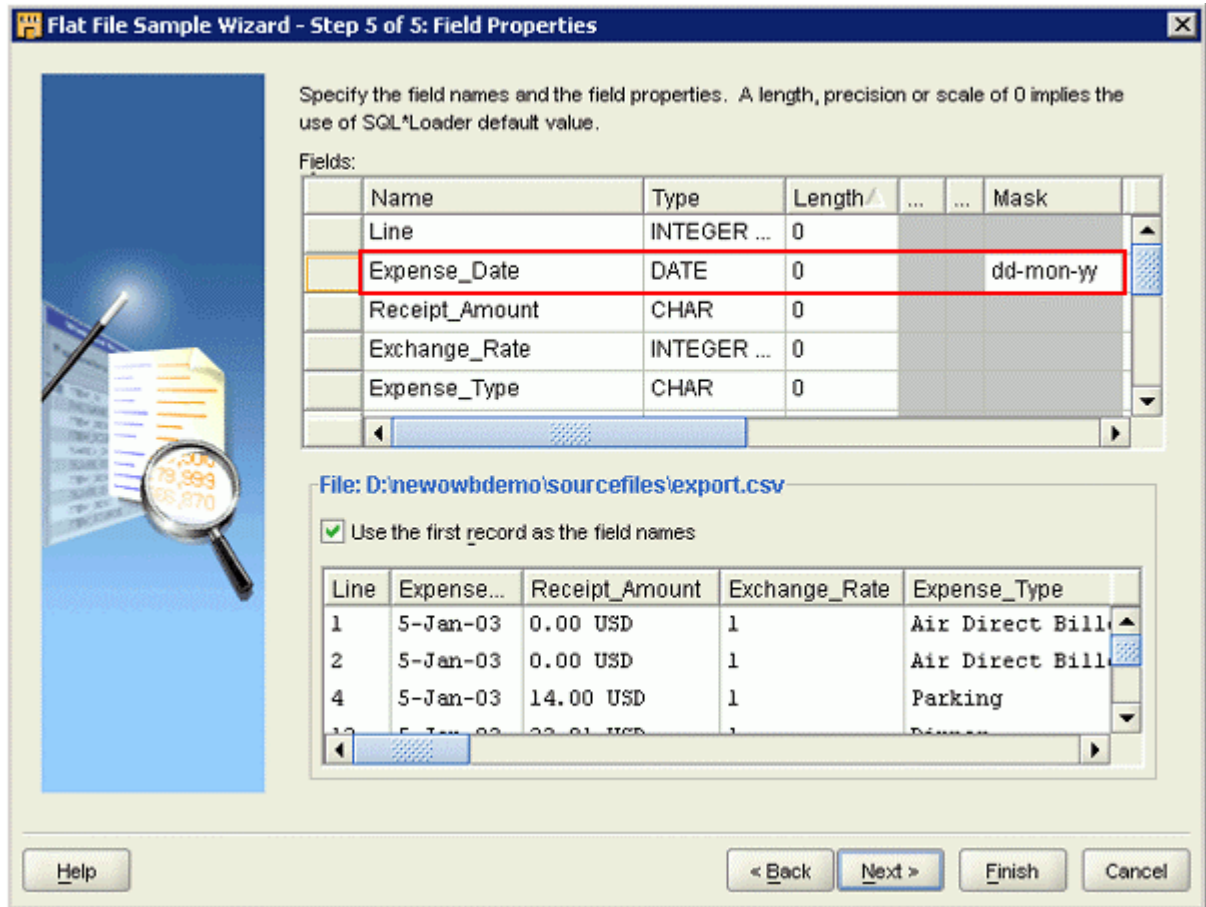 Flat File Sample Wizard - Step 5 of 5: Field Properties
Specify the field names and the field properties.  A length, precision or scale of 0 implies the
use of SQL*Loader default value.
Fields:
Name Type Length ... ... Mask
Line INTEGER ... 0
Expense_Date DATE 0 dd-mon-yy
Receipt_Amount CHAR 0
Exchange_Rate INTEGER ... 0
Expense_Type CHAR 0
File: D:\newowbdemo\sourcefiles\export.csv
Use the first record as the field names
Line Expense... Receipt_Amount Exchange_Rate Expense_Type
1 5-Jan-03 0.00 USD 1 Air Direct Bill
2 5-Jan-03 0.00 USD 1 Air Direct Bill
4 14.00 USD 5-Jan-03 1 Parking
Help < Back Next > Finish Cancel